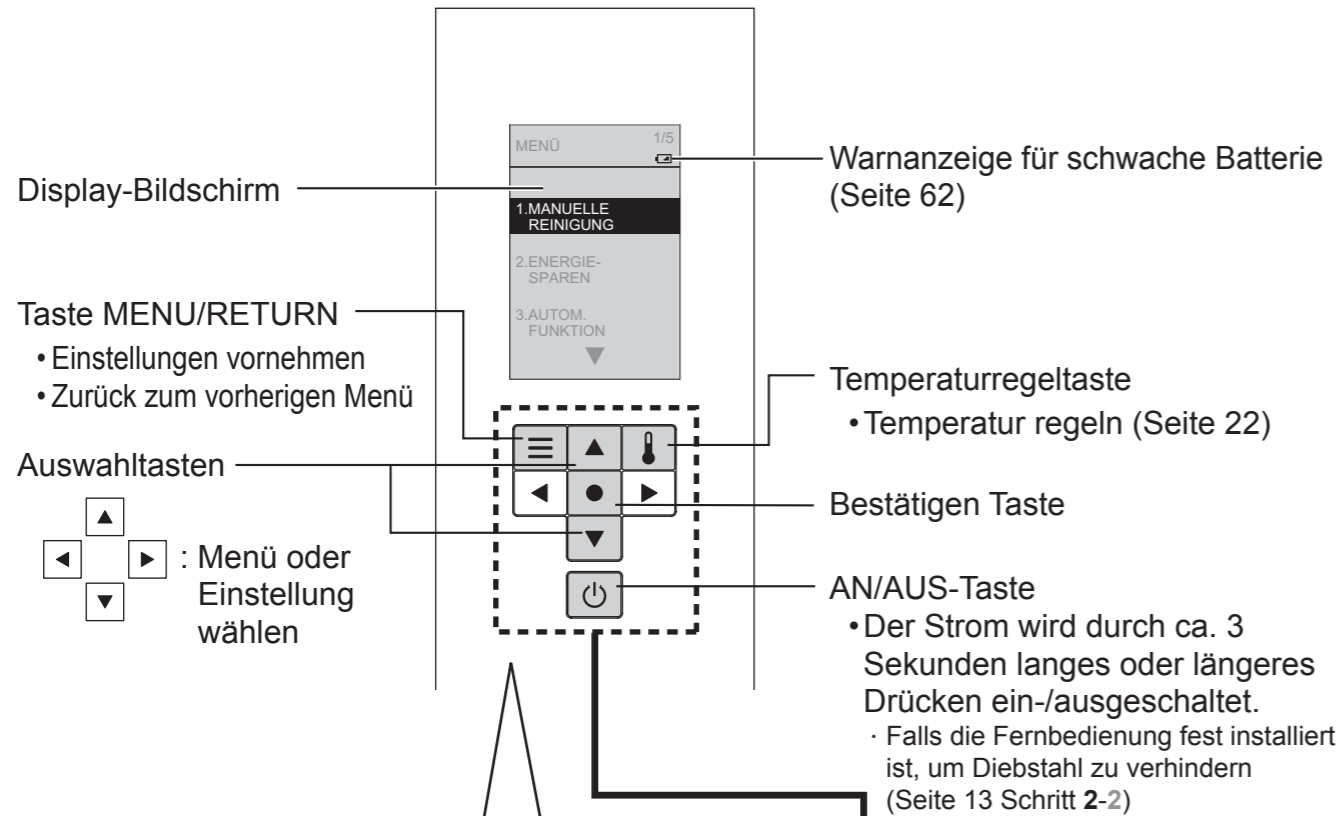 MENÜ 1/5
1.MANUELLE
REINIGUNG
2.ENERGIE-
SPAREN
3.AUTOM.
FUNKTION
Display-Bildschirm
Taste MENU/RETURN
• Einstellungen vornehmen
• Zurück zum vorherigen Menü
Auswahltasten
: Menü oder
Einstellung
wählen
Warnanzeige für schwache Batterie
(Seite 62)
Temperaturregeltaste
• Temperatur regeln (Seite 22)
Bestätigen Taste
AN/AUS-Taste
• Der Strom wird durch ca. 3
Sekunden langes oder längeres
Drücken ein-/ausgeschaltet.
· Falls die Fernbedienung fest installiert
ist, um Diebstahl zu verhindern
(Seite 13 Schritt 2-2)